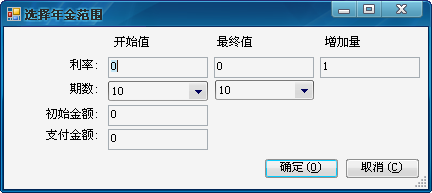 选择年金范围
开始值 最终值 增加量
利率: 0 0 1
期数: 10 10
初始金额: 0
支付金额: 0
确定(O) 取消(C)